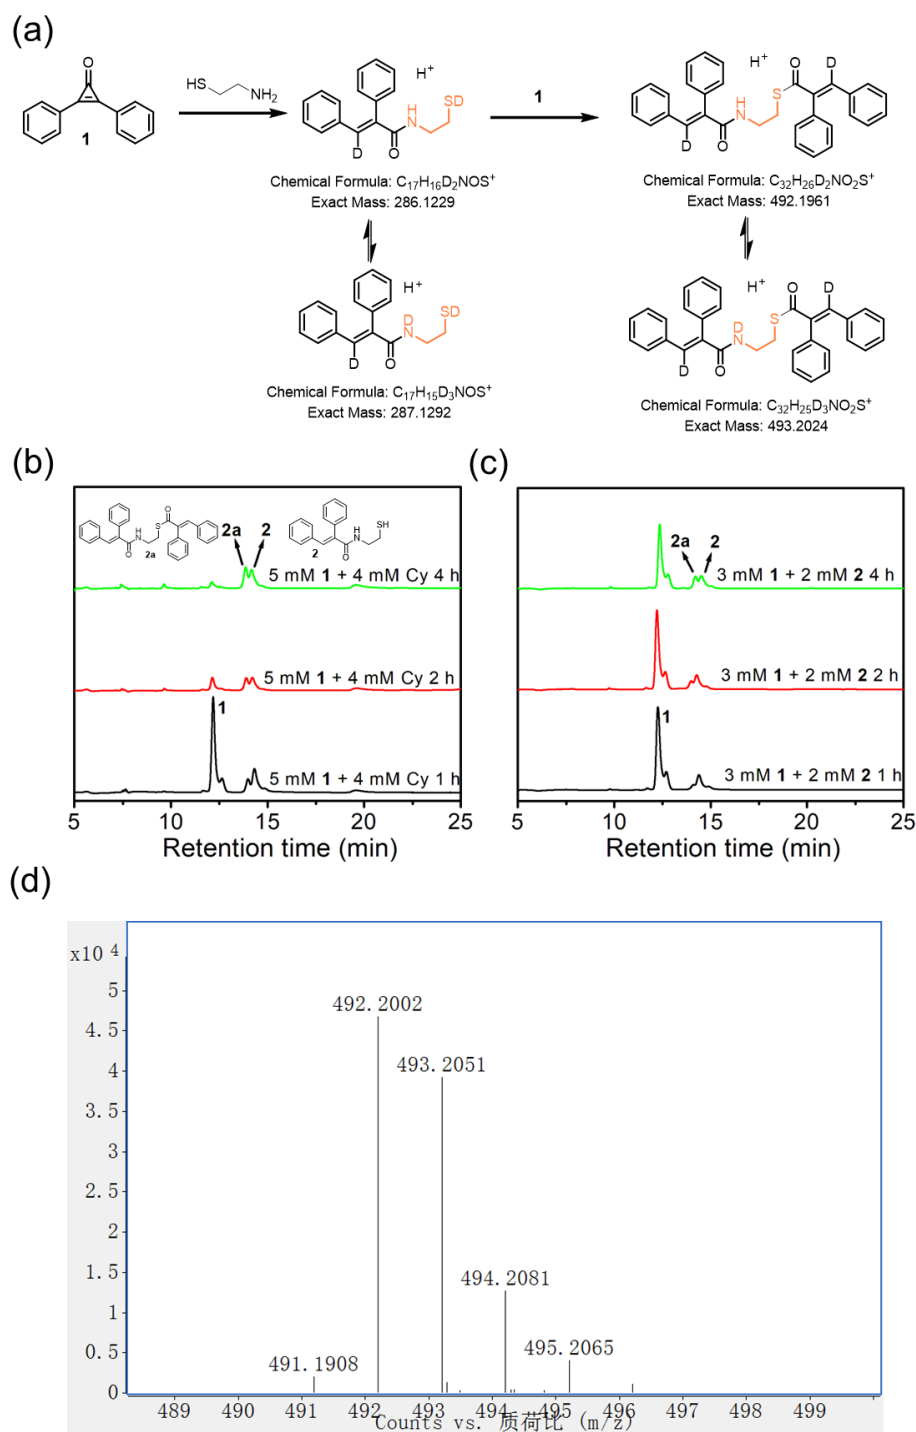 (a)
O
1
HS
NH₂
H⁺
SD
H
N
O
D
1
H⁺
O
D
S
H
N
O
D
Chemical Formula: C₁₇H₁₆D₂NOS⁺
Exact Mass: 286.1229
Chemical Formula: C₃₂H₂₆D₂NO₂S⁺
Exact Mass: 492.1961
H⁺
SD
D
N
O
D
H⁺
O
D
S
D
N
O
D
Chemical Formula: C₁₇H₁₅D₃NOS⁺
Exact Mass: 287.1292
Chemical Formula: C₃₂H₂₅D₃NO₂S⁺
Exact Mass: 493.2024
(b)
O
S
HN
O
2a
SH
HN
O
2
2a
2
5 mM 1 + 4 mM Cy 4 h
5 mM 1 + 4 mM Cy 2 h
1
5 mM 1 + 4 mM Cy 1 h
5 10 15 20 25
Retention time (min)
(c)
2a
2
3 mM 1 + 2 mM 2 4 h
3 mM 1 + 2 mM 2 2 h
1
3 mM 1 + 2 mM 2 1 h
5 10 15 20 25
Retention time (min)
(d)
x10 4
5
4.5
4
3.5
3
2.5
2
1.5
1
0.5
0
492.2002
493.2051
494.2081
495.2065
491.1908
489 490 491 492 493 494 495 496 497 498 499
Counts vs. 质荷比 (m/z)